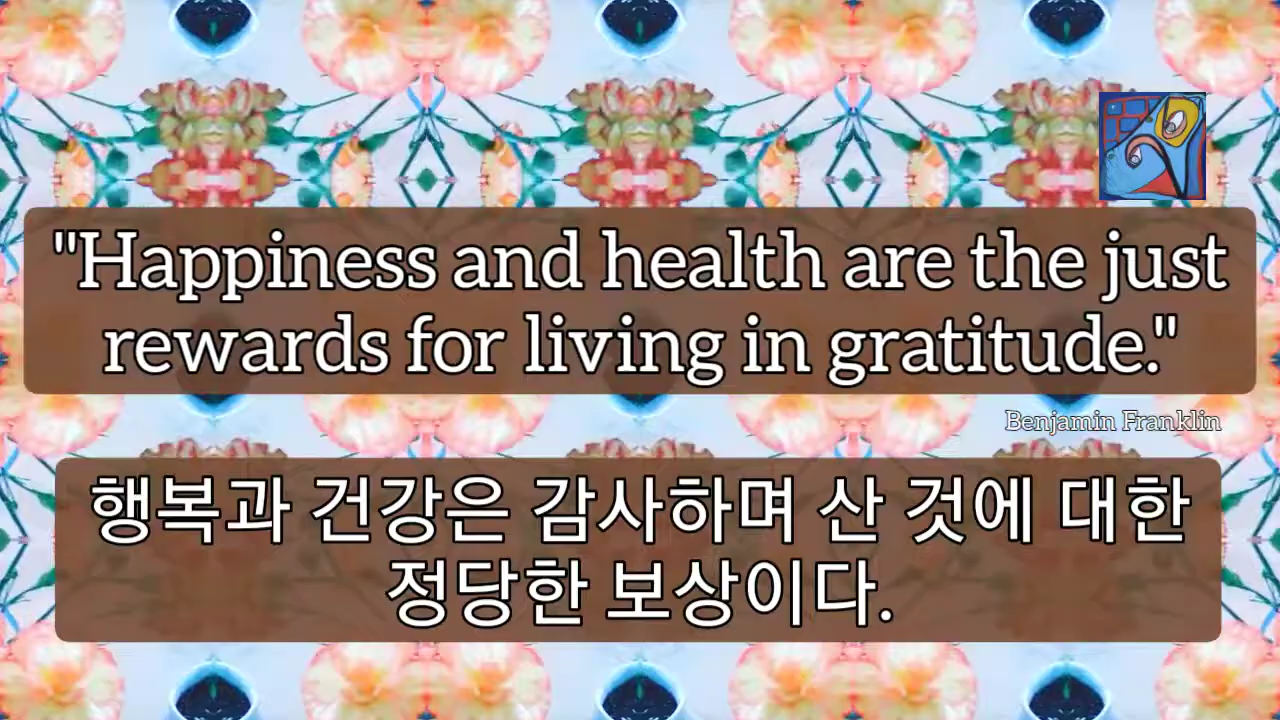 "Happiness and health are the just
rewards for living in gratitude."
Benjamin Franklin
행복과 건강은 감사하며 산 것에 대한
정당한 보상이다.